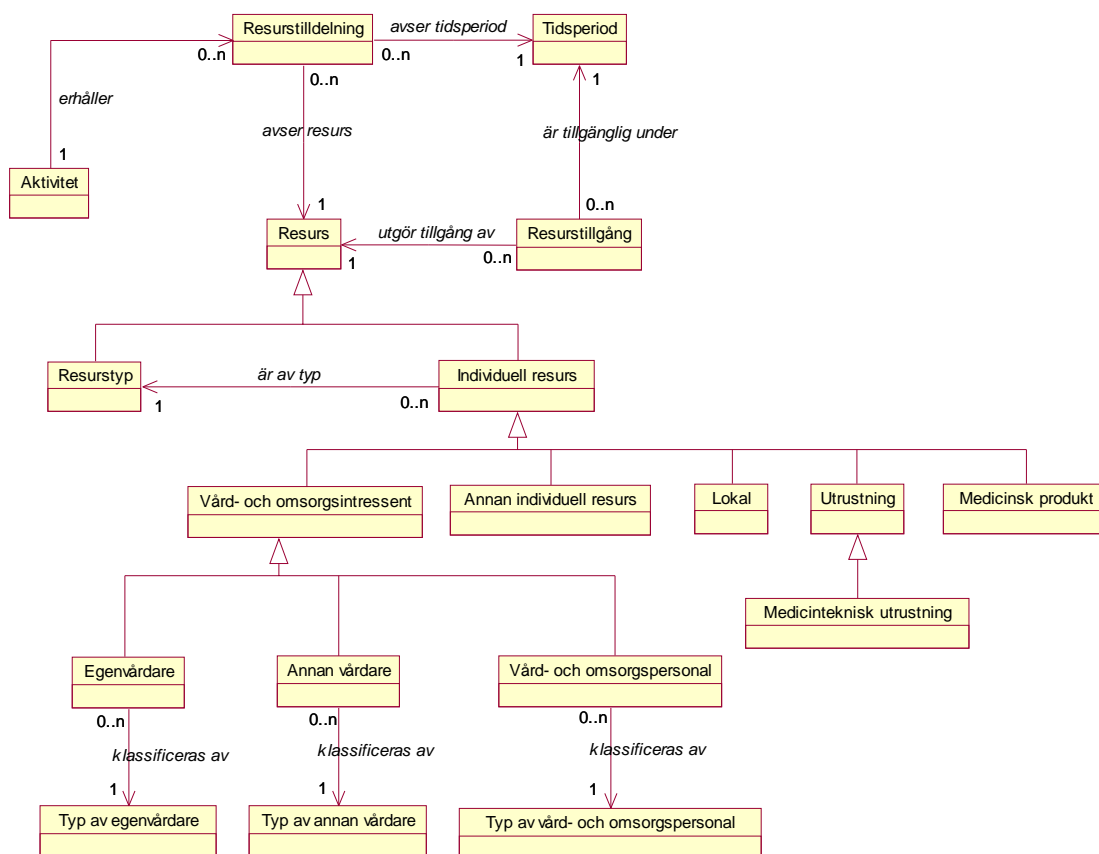 Resurstilldelning
avser tidsperiod
Tidsperiod
0..n
0..n
1
0..n
1
erhåller
avser resurs
är tillgänglig under
1
Aktivitet
1
0..n
Resurs
utgör tillgång av
Resurstillgång
1
0..n
Resurstyp
är av typ
Individuell resurs
1
0..n
Vård- och omsorgsintressent
Annan individuell resurs
Lokal
Utrustning
Medicinsk produkt
Medicinteknisk utrustning
Egenvårdare
Annan vårdare
Vård- och omsorgspersonal
0..n
0..n
0..n
klassificeras av
klassificeras av
klassificeras av
1
1
1
Typ av egenvårdare
Typ av annan vårdare
Typ av vård- och omsorgspersonal